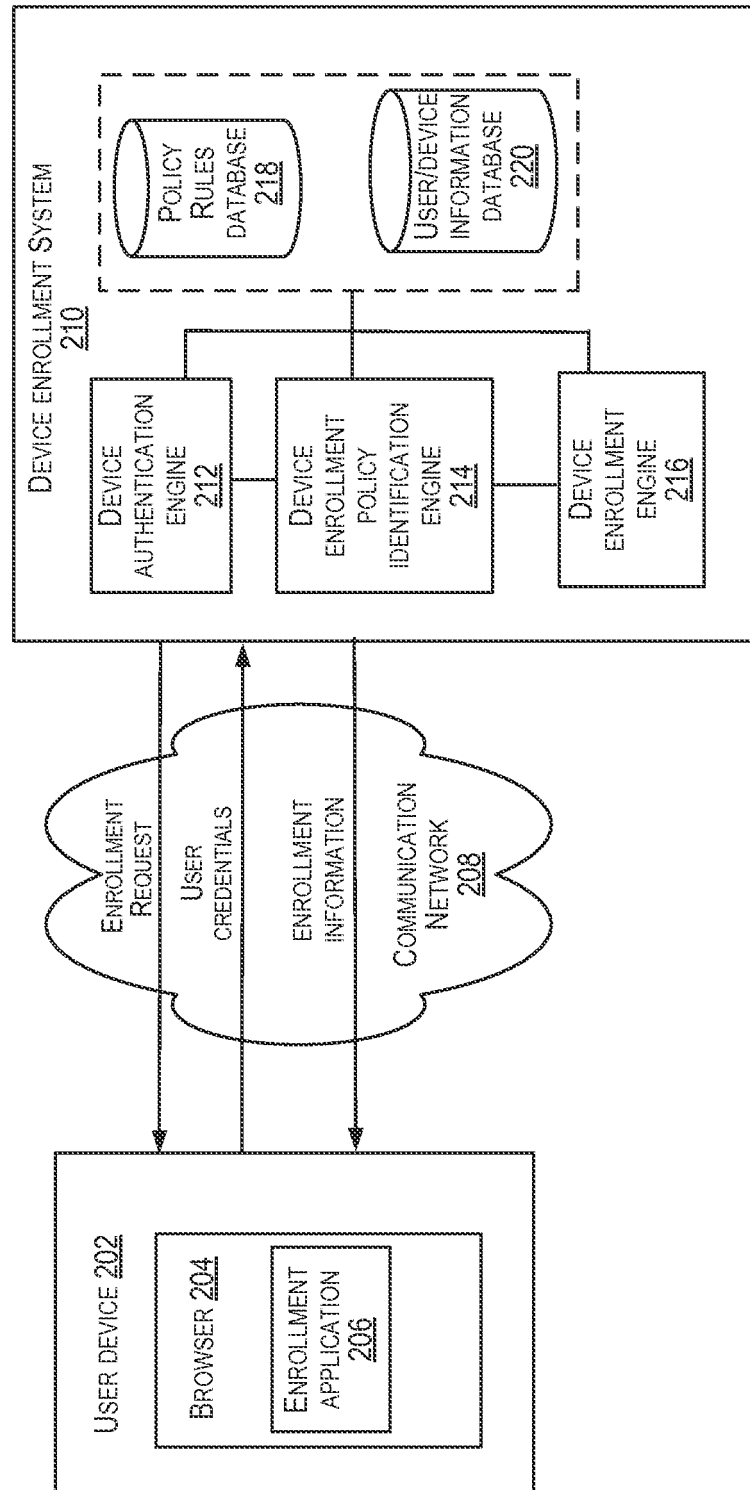 USER DEVICE 202
BROWSER 204
ENROLLMENT
APPLICATION
206
ENROLLMENT
REQUEST
USER
CREDENTIALS
ENROLLMENT
INFORMATION
COMMUNICATION
NETWORK
208
DEVICE ENROLLMENT SYSTEM
210
DEVICE
AUTHENTICATION
ENGINE
212
DEVICE
ENROLLMENT
POLICY
IDENTIFICATION
ENGINE
214
DEVICE
ENROLLMENT
ENGINE
216
POLICY
RULES
DATABASE
218
USER/DEVICE
INFORMATION
DATABASE
220